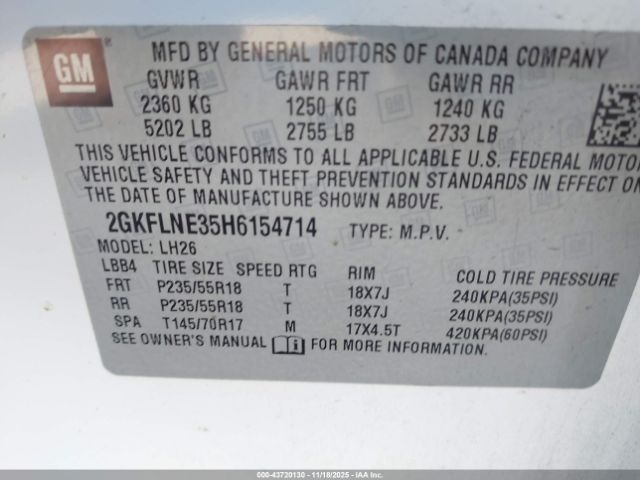 GM
MFD BY GENERAL MOTORS OF CANADA COMPANY
GVWR GAWR FRT GAWR RR
2360 KG 1250 KG 1240 KG
5202 LB 2755 LB 2733 LB
THIS VEHICLE CONFORMS TO ALL APPLICABLE U.S. FEDERAL MOTOR
VEHICLE SAFETY AND THEFT PREVENTION STANDARDS IN EFFECT ON
THE DATE OF MANUFACTURE SHOWN ABOVE.
2GKFLNE35H6154714 TYPE: M.P.V.
MODEL: LH26
LBB4 TIRE SIZE SPEED RTG RIM COLD TIRE PRESSURE
FRT P235/55R18 T 18X7J 240KPA(35PSI)
RR P235/55R18 T 18X7J 240KPA(35PSI)
SPA T145/70R17 M 17X4.5T 420KPA(60PSI)
SEE OWNER'S MANUAL i FOR MORE INFORMATION.
00-43720130 --- 11/18/2025 --- IAAI.com